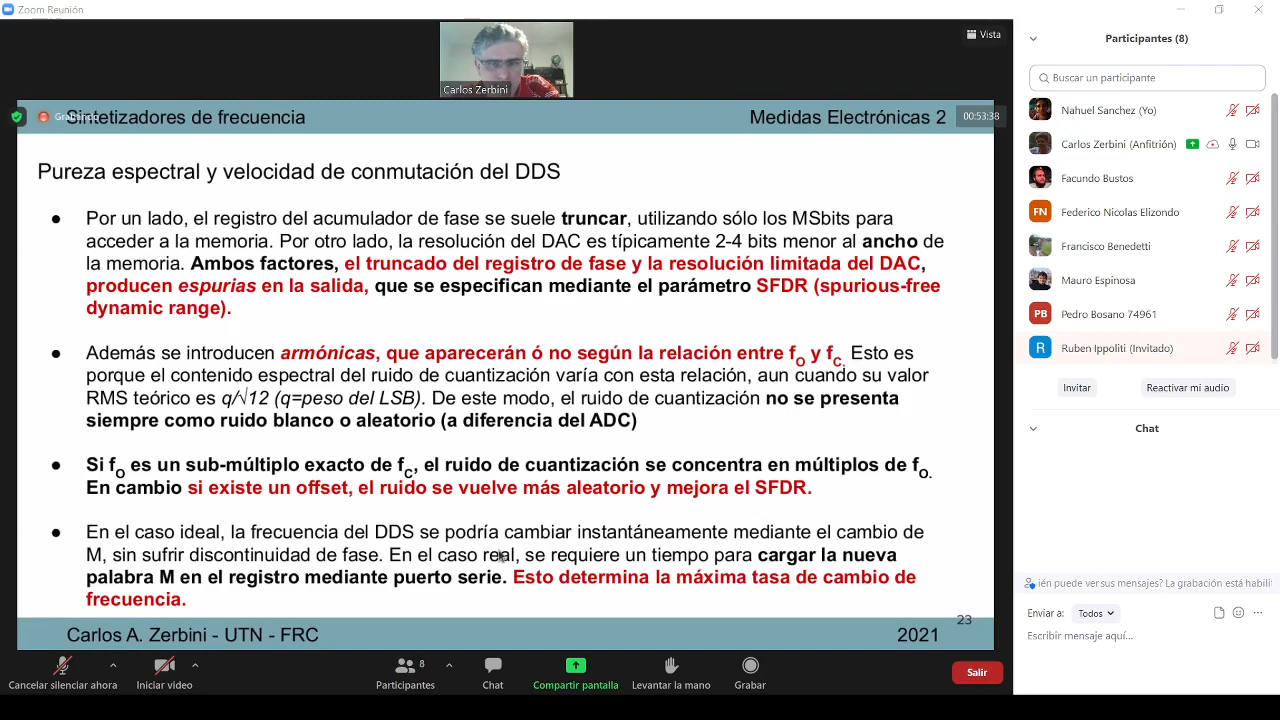 Zoom Reunión
Vista
Carlos Zerbini
Sintetizadores de frecuencia
Medidas Electrónicas 2
00:53:38
Pureza espectral y velocidad de conmutación del DDS
● Por un lado, el registro del acumulador de fase se suele truncar, utilizando sólo los MSbits para
acceder a la memoria. Por otro lado, la resolución del DAC es típicamente 2-4 bits menor al ancho de
la memoria. Ambos factores, el truncado del registro de fase y la resolución limitada del DAC,
producen espurias en la salida, que se especifican mediante el parámetro SFDR (spurious-free
dynamic range).
● Además se introducen armónicas, que aparecerán ó no según la relación entre fO y fC. Esto es
porque el contenido espectral del ruido de cuantización varía con esta relación, aun cuando su valor
RMS teórico es q/√12 (q=peso del LSB). De este modo, el ruido de cuantización no se presenta
siempre como ruido blanco o aleatorio (a diferencia del ADC)
● Si fO es un sub-múltiplo exacto de fC, el ruido de cuantización se concentra en múltiplos de fO.
En cambio si existe un offset, el ruido se vuelve más aleatorio y mejora el SFDR.
● En el caso ideal, la frecuencia del DDS se podría cambiar instantáneamente mediante el cambio de
M, sin sufrir discontinuidad de fase. En el caso real, se requiere un tiempo para cargar la nueva
palabra M en el registro mediante puerto serie. Esto determina la máxima tasa de cambio de
frecuencia.
23
Carlos A. Zerbini - UTN - FRC
2021
Cancelar silenciar ahora
Iniciar video
8
Participantes
Chat
Compartir pantalla
Levantar la mano
Grabar
Salir
Participantes (8)
Buscar un participante
Nahuel Sanchez (Yo)
Carlos Zerbini (Anfitrión)
Facundo Bustos
FN Federico Nicolas Elizondo
Francisco Benedetti
Mauro Espinosa
PB Pedro Bosano 74961
R Ruben Ippoliti (Invitado)
Invitar
Reactivar mi audio
Chat
ién puede versus mensajes? La grabación está habilit
Enviar a: Todos
Escribir mensaje aquí...